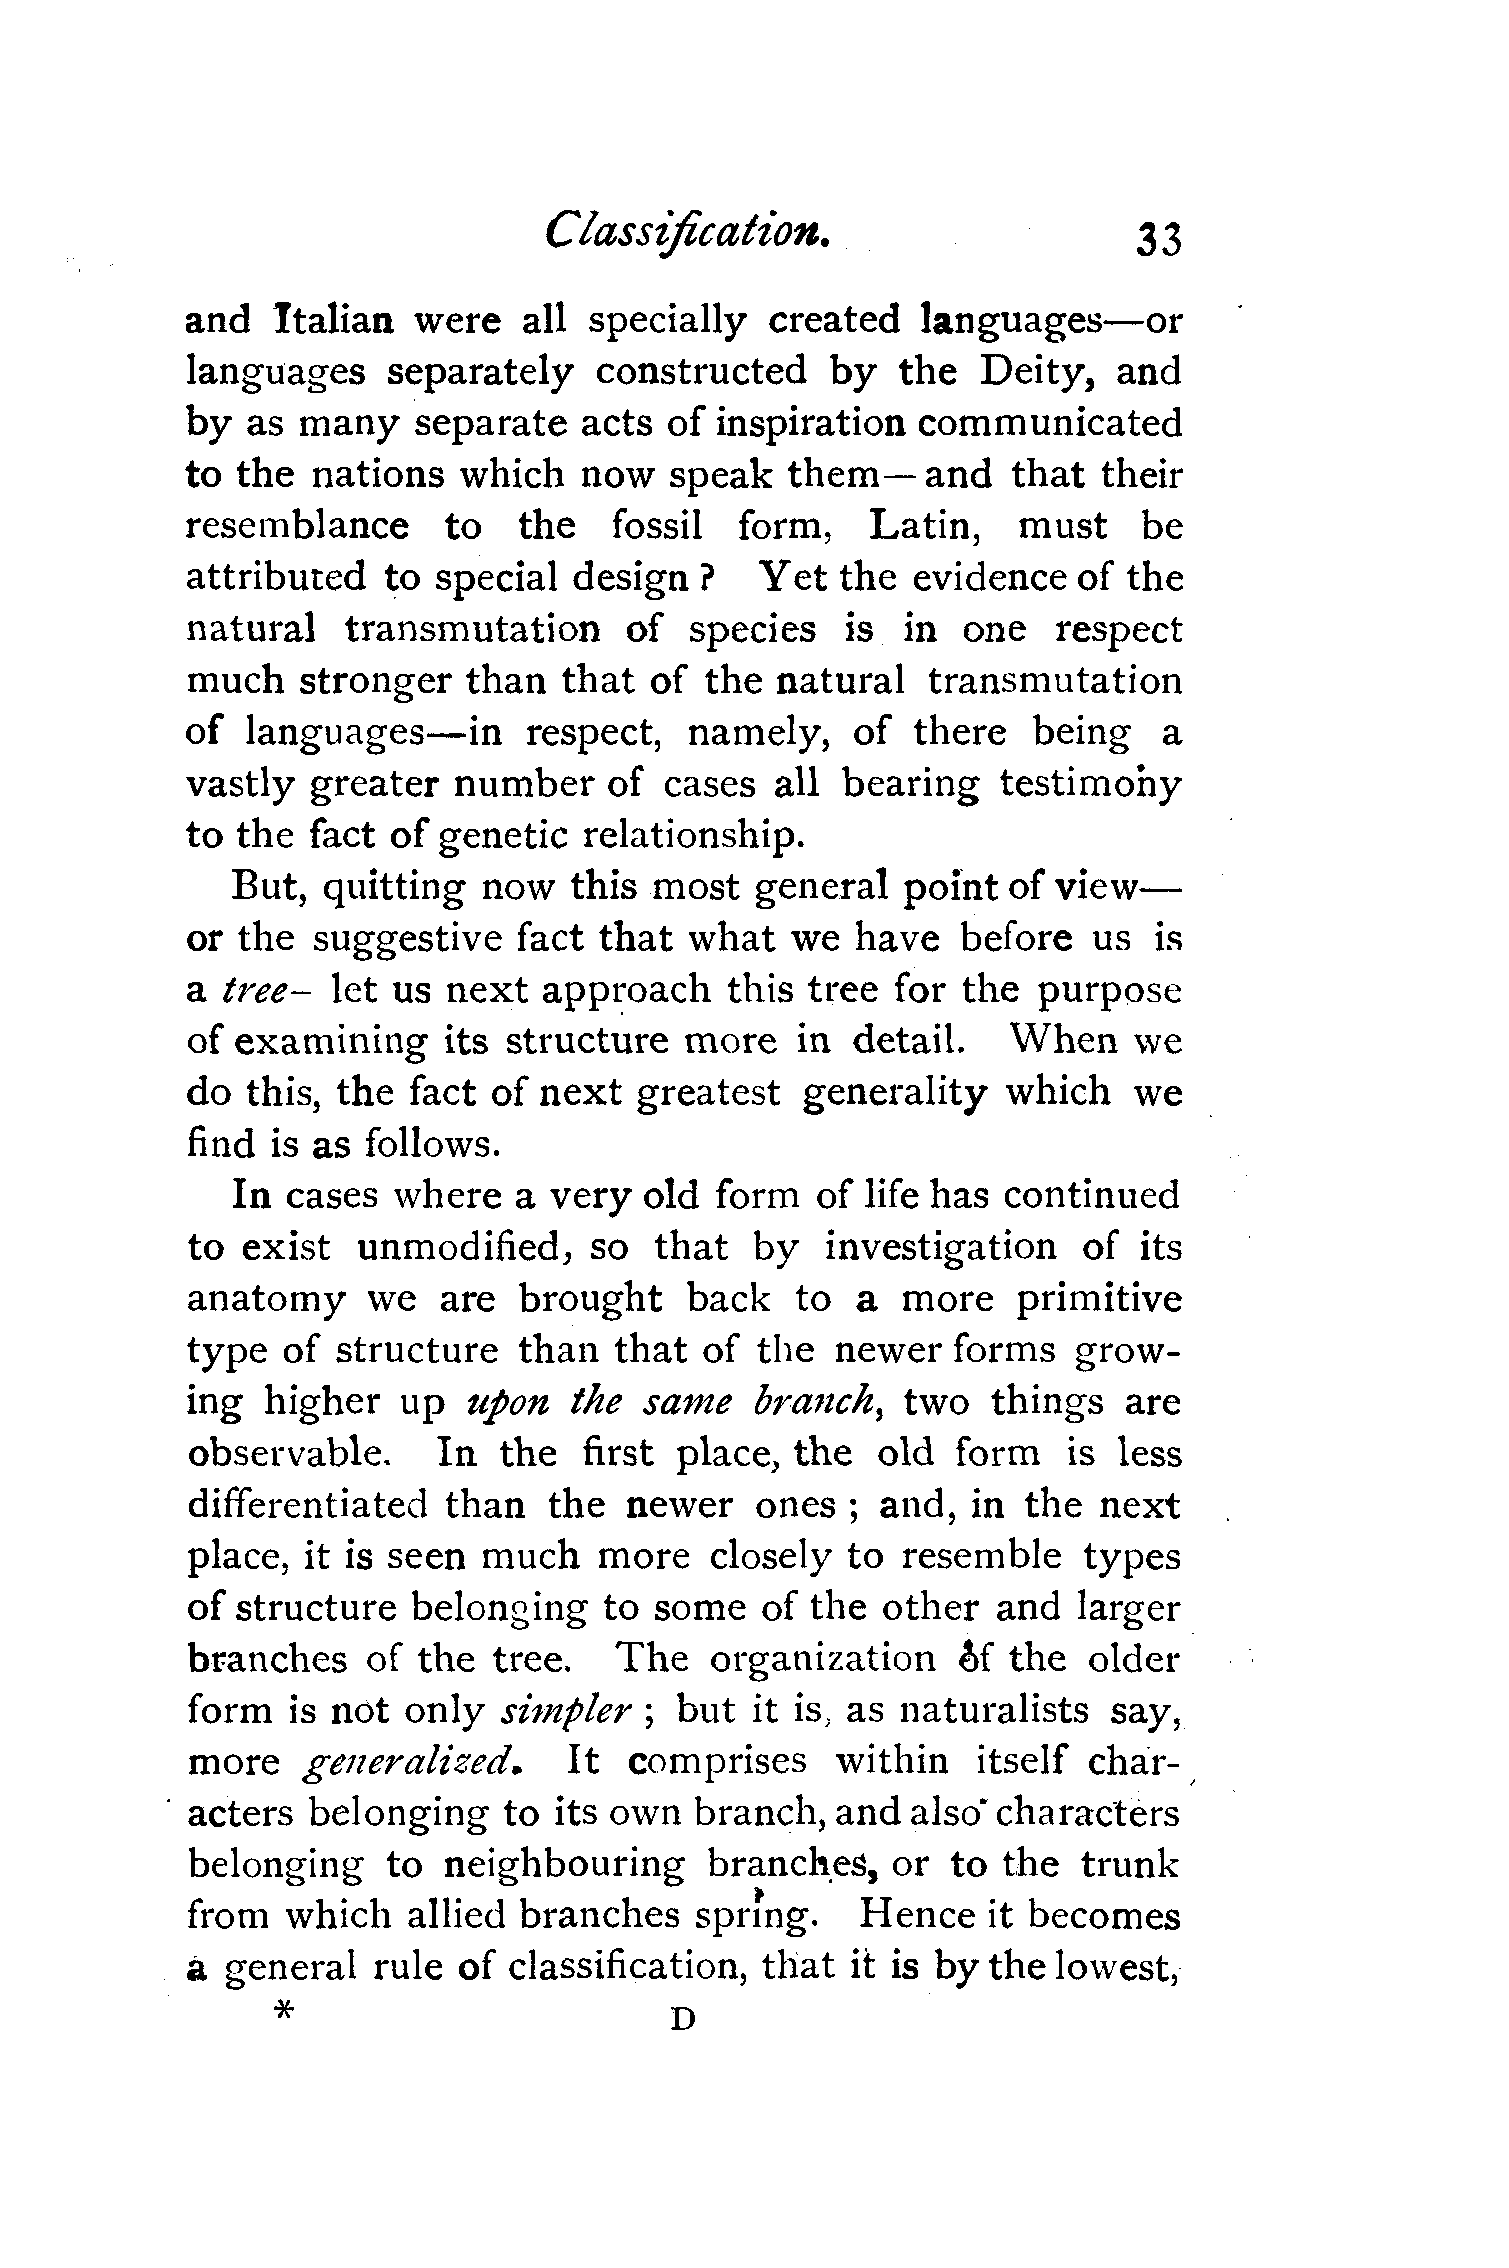 Classification. 33
and Italian were all specially created languages—or
languages separately constructed by the Deity, and
by as many separate acts of inspiration communicated
to the nations which now speak them—and that their
resemblance to the fossil form, Latin, must be
attributed to special design ? Yet the evidence of the
natural transmutation of species is in one respect
much stronger than that of the natural transmutation
of languages—in respect, namely, of there being a
vastly greater number of cases all bearing testimony
to the fact of genetic relationship.
But, quitting now this most general point of view—
or the suggestive fact that what we have before us is
a tree- let us next approach this tree for the purpose
of examining its structure more in detail. When we
do this, the fact of next greatest generality which we
find is as follows.
In cases where a very old form of life has continued
to exist unmodified, so that by investigation of its
anatomy we are brought back to a more primitive
type of structure than that of the newer forms grow-
ing higher up upon the same branch, two things are
observable. In the first place, the old form is less
differentiated than the newer ones ; and, in the next
place, it is seen much more closely to resemble types
of structure belonging to some of the other and larger
branches of the tree. The organization of the older
form is not only simpler ; but it is, as naturalists say,
more generalized. It comprises within itself char-
acters belonging to its own branch, and also characters
belonging to neighbouring branches, or to the trunk
from which allied branches spring. Hence it becomes
a general rule of classification, that it is by the lowest,
* D